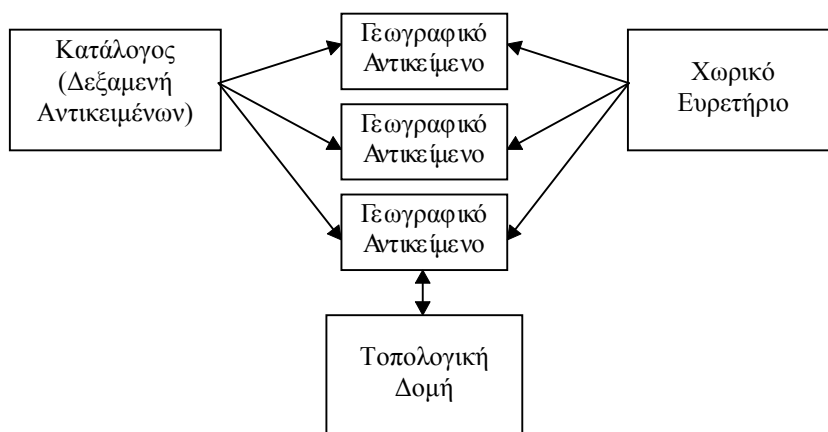 Κατάλογος
(Δεξαμενή
Αντικειμένων)
Γεωγραφικό
Αντικείμενο
Γεωγραφικό
Αντικείμενο
Γεωγραφικό
Αντικείμενο
Χωρικό
Ευρετήριο
Τοπολογική
Δομή